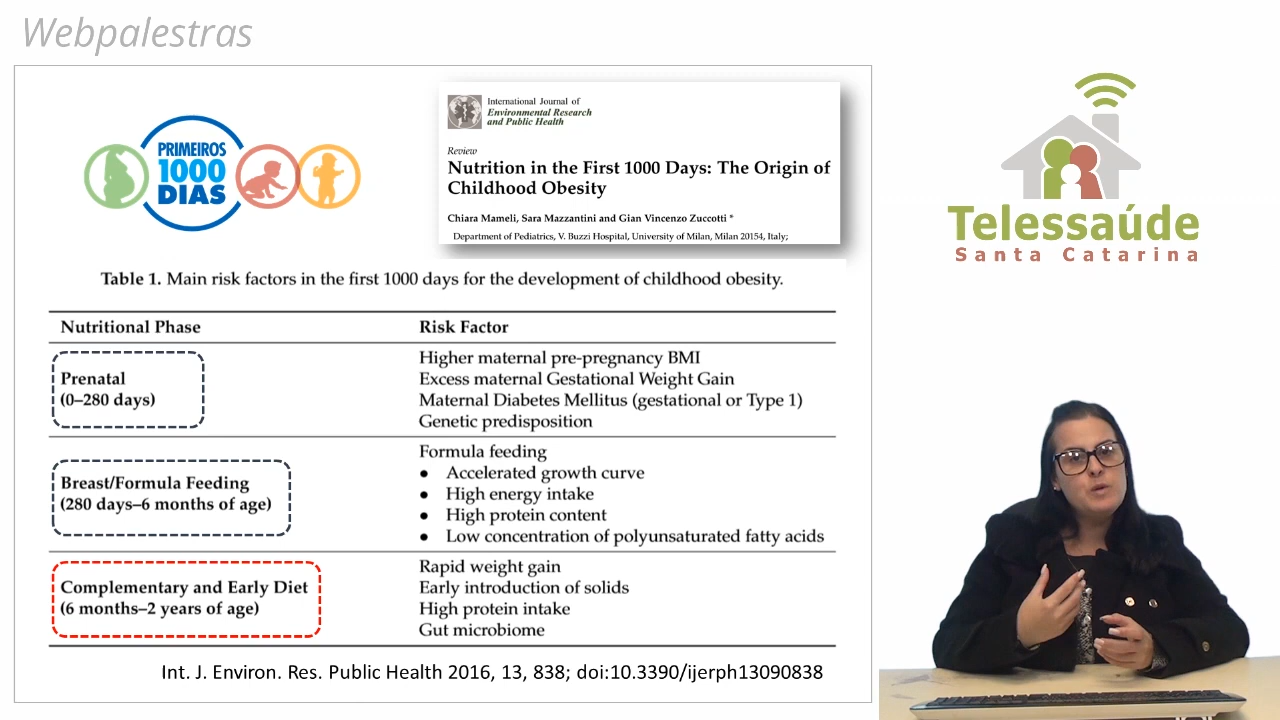 Webpalestras
PRIMEIROS
1000
DIAS
International Journal of
Environmental Research
and Public Health
Review
Nutrition in the First 1000 Days: The Origin of
Childhood Obesity
Chiara Mameli, Sara Mazzantini and Gian Vincenzo Zuccotti *
Department of Pediatrics, V. Buzzi Hospital, University of Milan, Milan 20154, Italy;
Table 1. Main risk factors in the first 1000 days for the development of childhood obesity.
Nutritional Phase Risk Factor
Prenatal
(0–280 days)
Higher maternal pre-pregnancy BMI
Excess maternal Gestational Weight Gain
Maternal Diabetes Mellitus (gestational or Type 1)
Genetic predisposition
Breast/Formula Feeding
(280 days–6 months of age)
Formula feeding
● Accelerated growth curve
● High energy intake
● High protein content
● Low concentration of polyunsaturated fatty acids
Complementary and Early Diet
(6 months–2 years of age)
Rapid weight gain
Early introduction of solids
High protein intake
Gut microbiome
Int. J. Environ. Res. Public Health 2016, 13, 838; doi:10.3390/ijerph13090838
Telessaúde
Santa Catarina